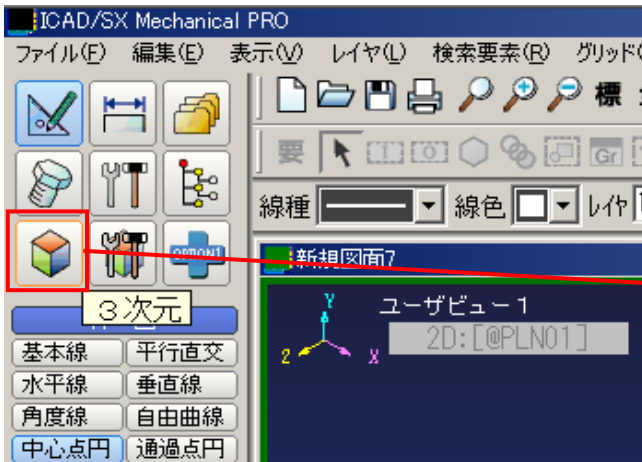 ICAD/SX Mechanical PRO
ファイル(F) 編集(E) 表示(V) レイヤ(L) 検索要素(R) グリッド(
標
要 Gr
線種 線色 レイヤ 1
OPTION1
新規図面7
3次元
ユーザビュー1
2D:[@PLN01]
Y
Z X
基本線 平行直交
水平線 垂直線
角度線 自由曲線
中心点円 通過点円